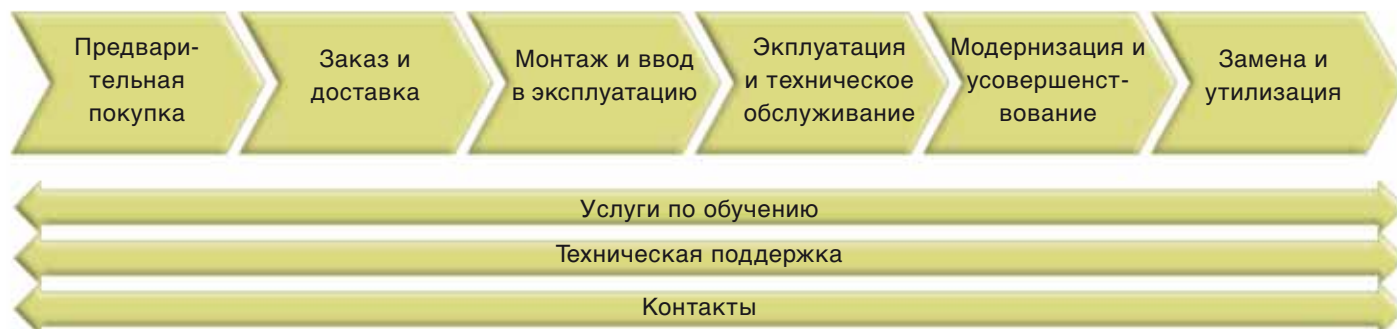 Предвари-
тельная
покупка
Заказ и
доставка
Монтаж и ввод
в эксплуатацию
Экплуатация
и техническое
обслуживание
Модернизация и
усовершенст-
вование
Замена и
утилизация
Услуги по обучению
Техническая поддержка
Контакты